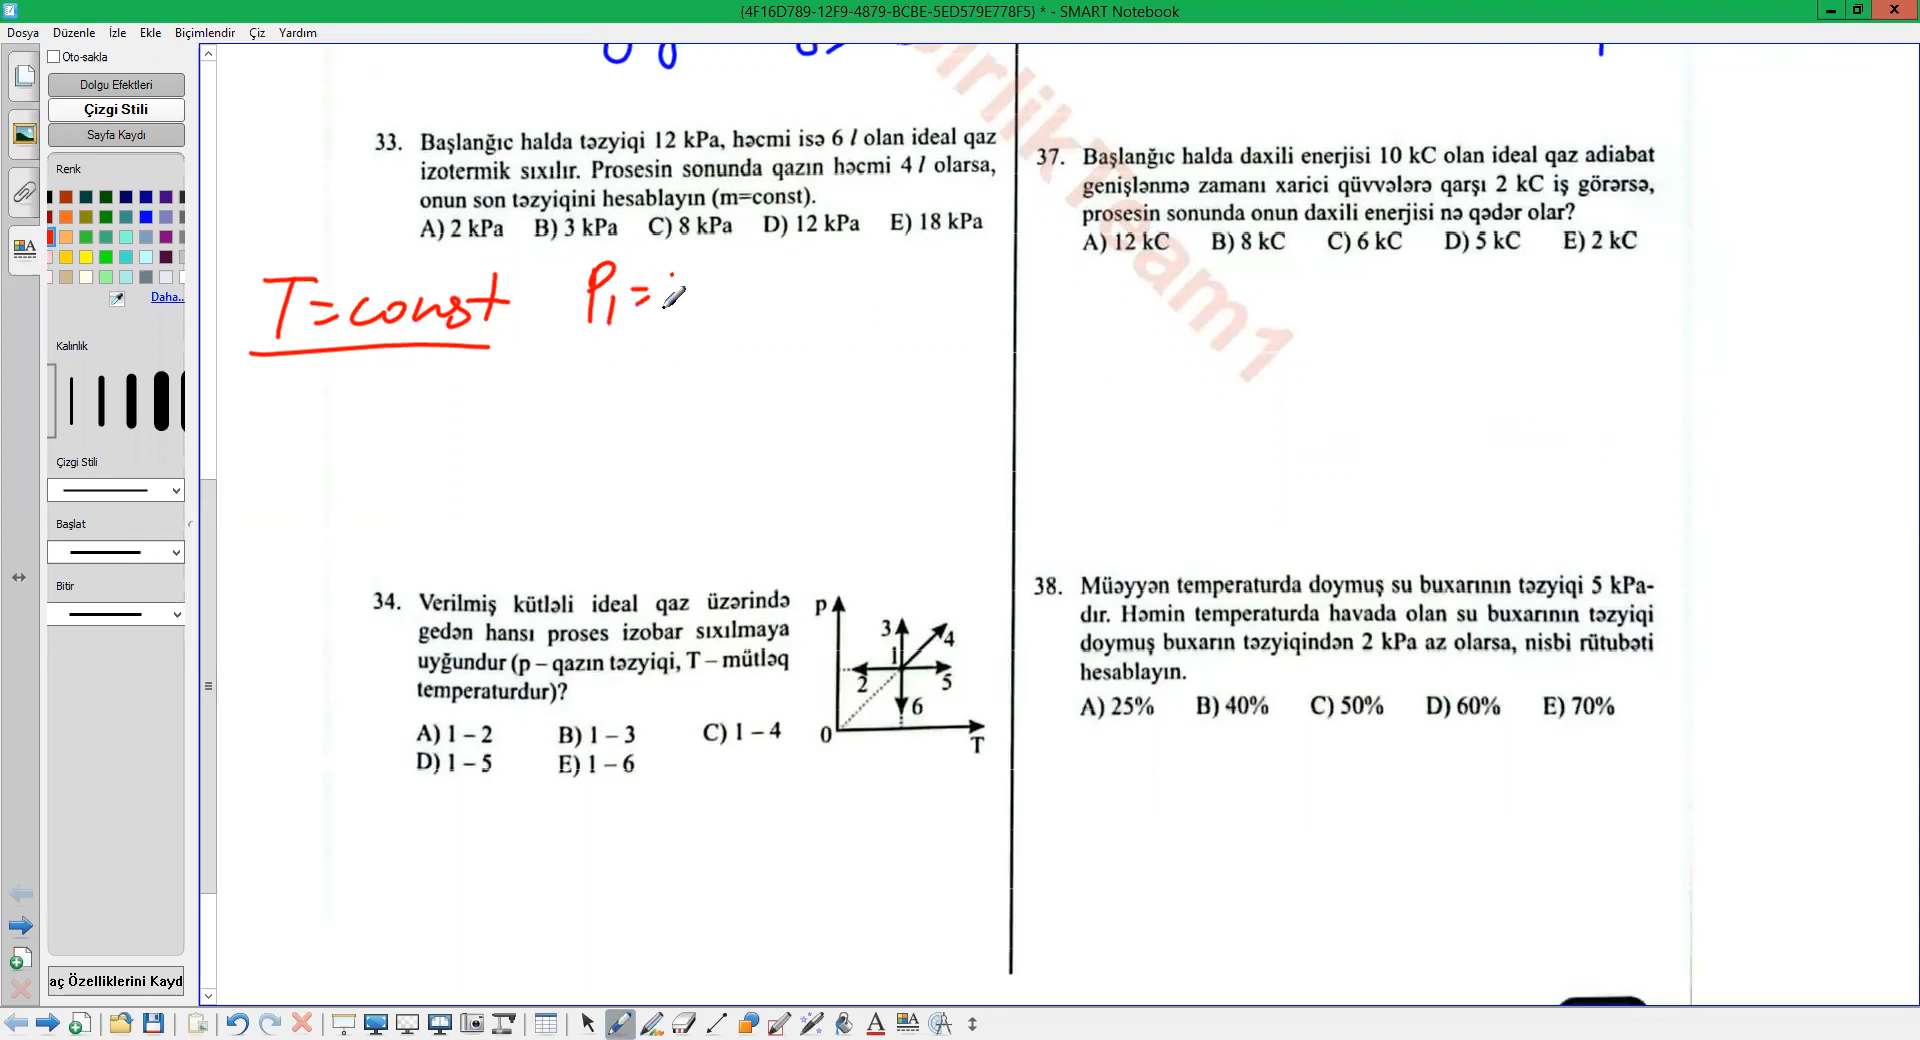 {4F16D789-12F9-4879-BCBE-5ED579E778F5} * - SMART Notebook
Dosya Düzenle İzle Ekle Biçimlendir Çiz Yardım
Oto-sakla
Dolgu Efektleri
Çizgi Stili
Sayfa Kaydı
Renk
Daha..
Kalınlık
Çizgi Stili
Başlat
Bitir
aç Özelliklerini Kayd
33. Başlanğıc halda təzyiqi 12 kPa, həcmi isə 6 l olan ideal qaz
izotermik sıxılır. Prosesin sonunda qazın həcmi 4 l olarsa,
onun son təzyiqini hesablayın (m=const).
A) 2 kPa B) 3 kPa C) 8 kPa D) 12 kPa E) 18 kPa
T=const P1=
34. Verilmiş kütləli ideal qaz üzərində
gedən hansı proses izobar sıxılmaya
uyğundur (p – qazın təzyiqi, T – mütləq
temperaturdur)?
A) 1 – 2 B) 1 – 3 C) 1 – 4
D) 1 – 5 E) 1 – 6
p
3
4
1
2
5
6
0
T
37. Başlanğıc halda daxili enerjisi 10 kC olan ideal qaz adiabat
genişlənmə zamanı xarici qüvvələrə qarşı 2 kC iş görərsə,
prosesin sonunda onun daxili enerjisi nə qədər olar?
A) 12 kC B) 8 kC C) 6 kC D) 5 kC E) 2 kC
38. Müəyyən temperaturda doymuş su buxarının təzyiqi 5 kPa-
dır. Həmin temperaturda havada olan su buxarının təzyiqi
doymuş buxarın təzyiqindən 2 kPa az olarsa, nisbi rütubəti
hesablayın.
A) 25% B) 40% C) 50% D) 60% E) 70%
birlikTeam1